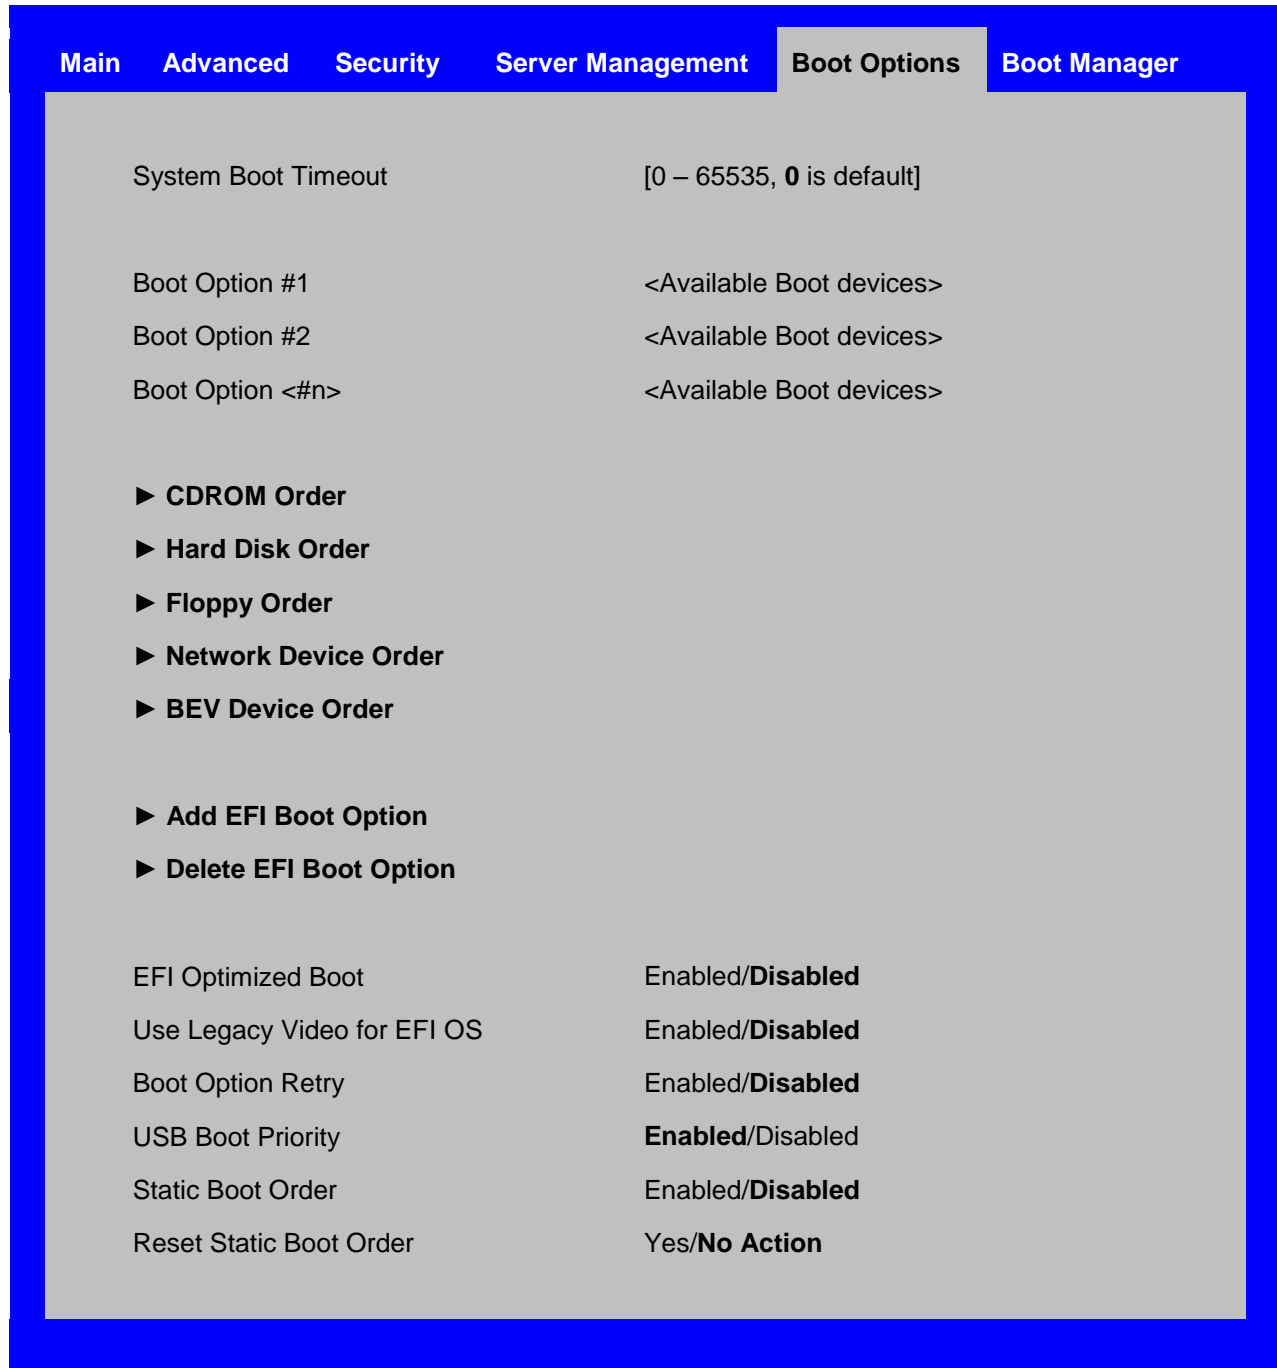 Main Advanced Security Server Management Boot Options Boot Manager
System Boot Timeout [0 – 65535, 0 is default]
Boot Option #1 <Available Boot devices>
Boot Option #2 <Available Boot devices>
Boot Option <#n> <Available Boot devices>
► CDROM Order
► Hard Disk Order
► Floppy Order
► Network Device Order
► BEV Device Order
► Add EFI Boot Option
► Delete EFI Boot Option
EFI Optimized Boot Enabled/Disabled
Use Legacy Video for EFI OS Enabled/Disabled
Boot Option Retry Enabled/Disabled
USB Boot Priority Enabled/Disabled
Static Boot Order Enabled/Disabled
Reset Static Boot Order Yes/No Action